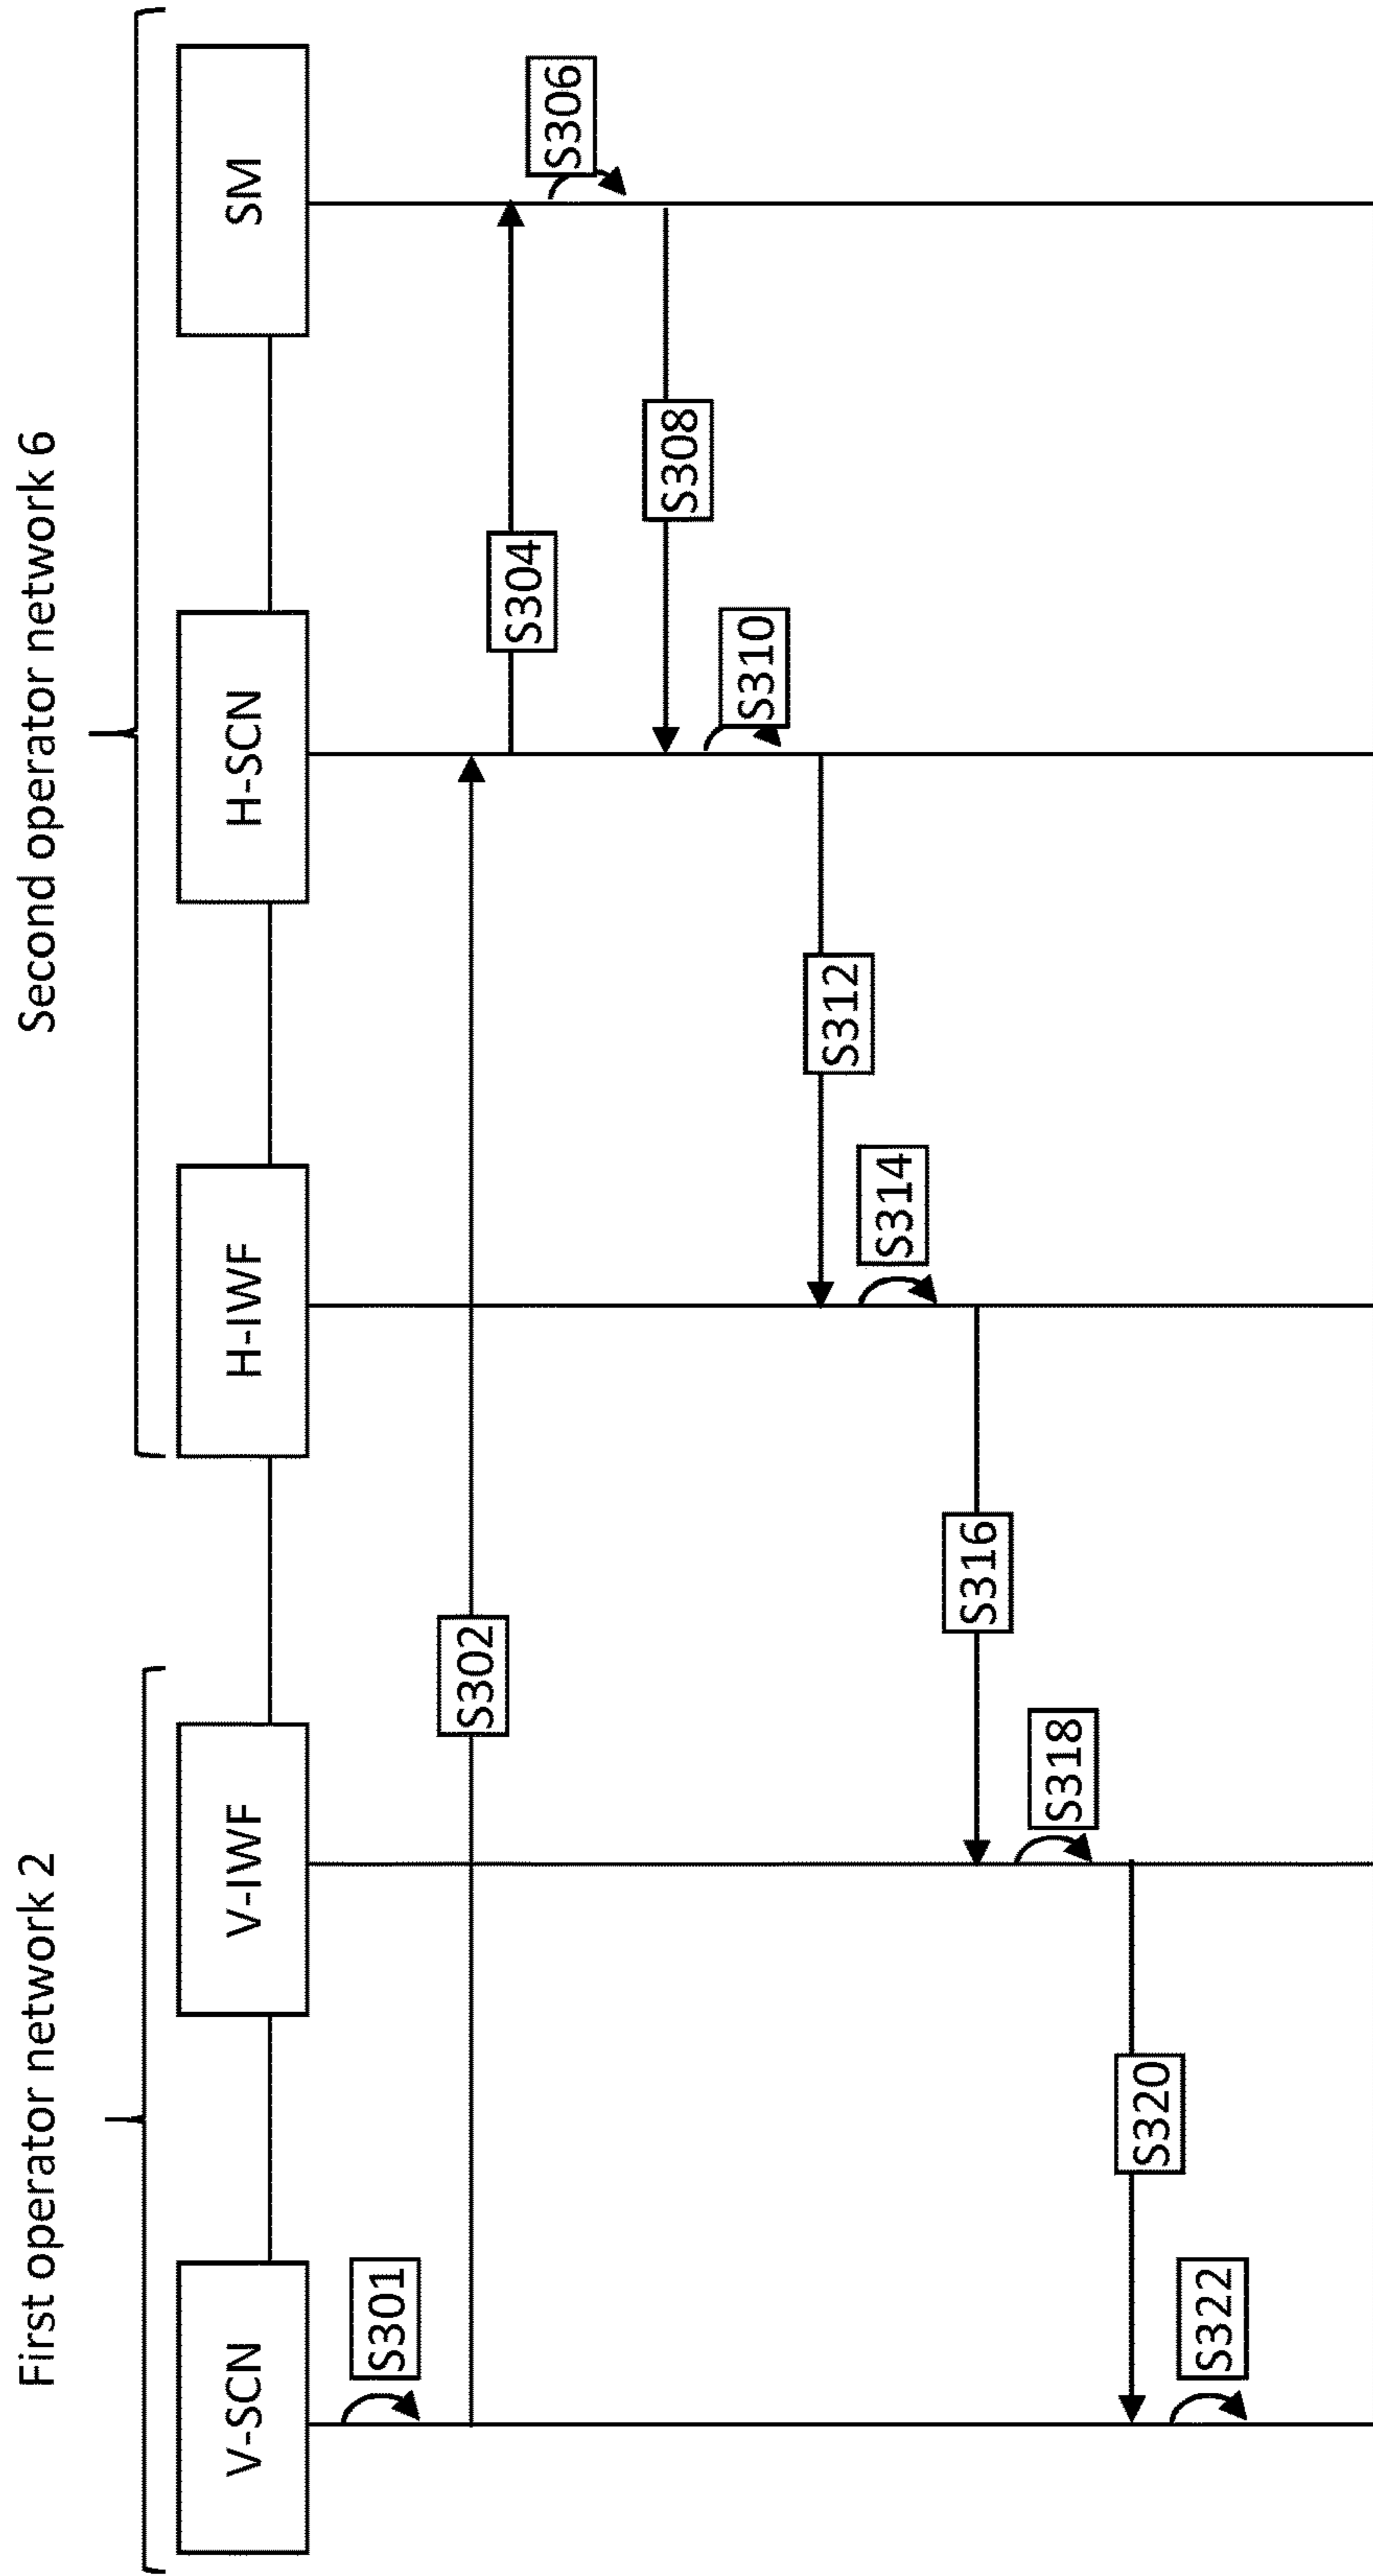 First operator network 2
Second operator network 6
V-SCN
V-IWF
H-IWF
H-SCN
SM
S301
S302
S304
S306
S308
S310
S312
S314
S316
S318
S320
S322